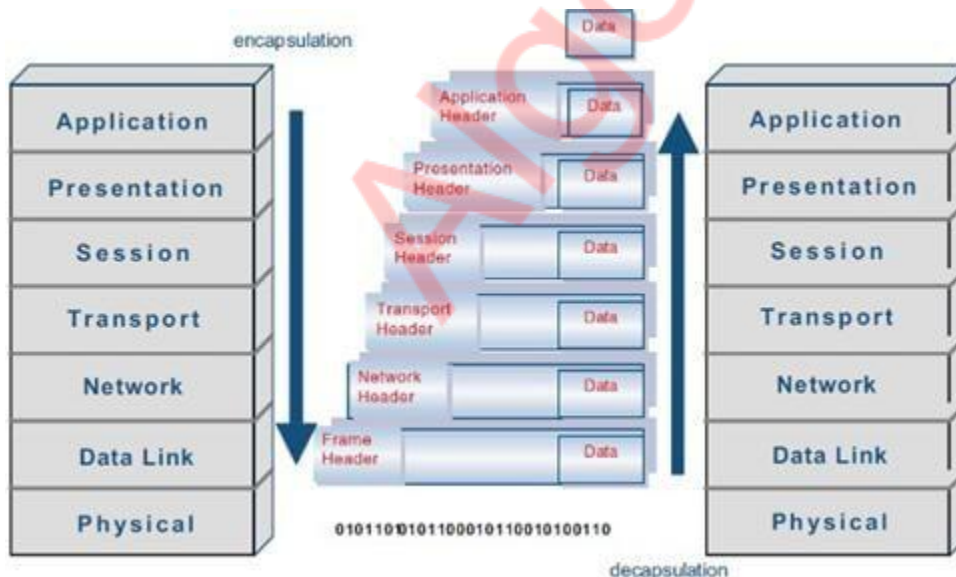 encapsulation
Data
Application
Presentation
Session
Transport
Network
Data Link
Physical
Application
Header
Data
Presentation
Header
Data
Session
Header
Data
Transport
Header
Data
Network
Header
Data
Frame
Header
Data
01011010101100010110010100110
Application
Presentation
Session
Transport
Network
Data Link
Physical
decapsulation